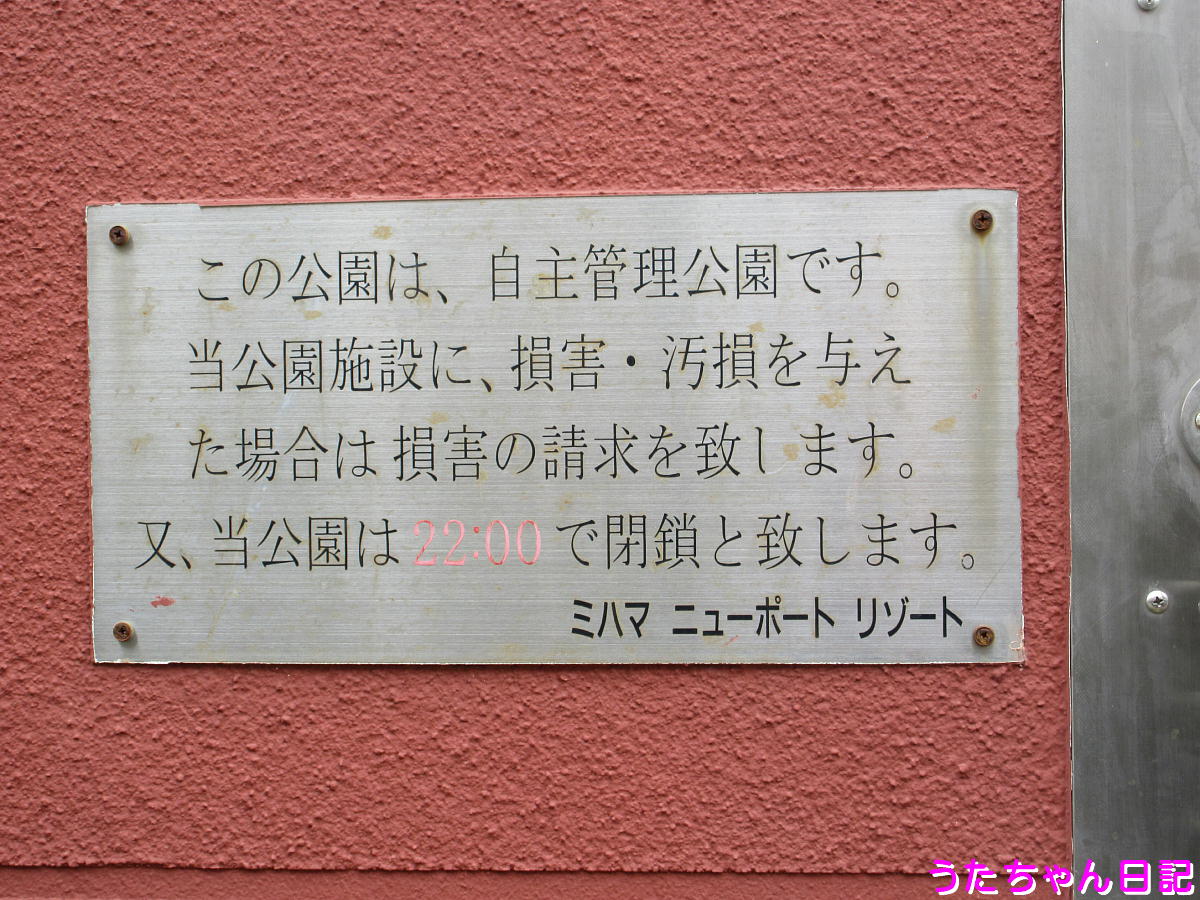 この公園は、自主管理公園です。
当公園施設に、損害・汚損を与え
た場合は損害の請求を致します。
又、当公園は22:00で閉鎖と致します。
ミハマ ニューポート リゾート
うたちゃん日記